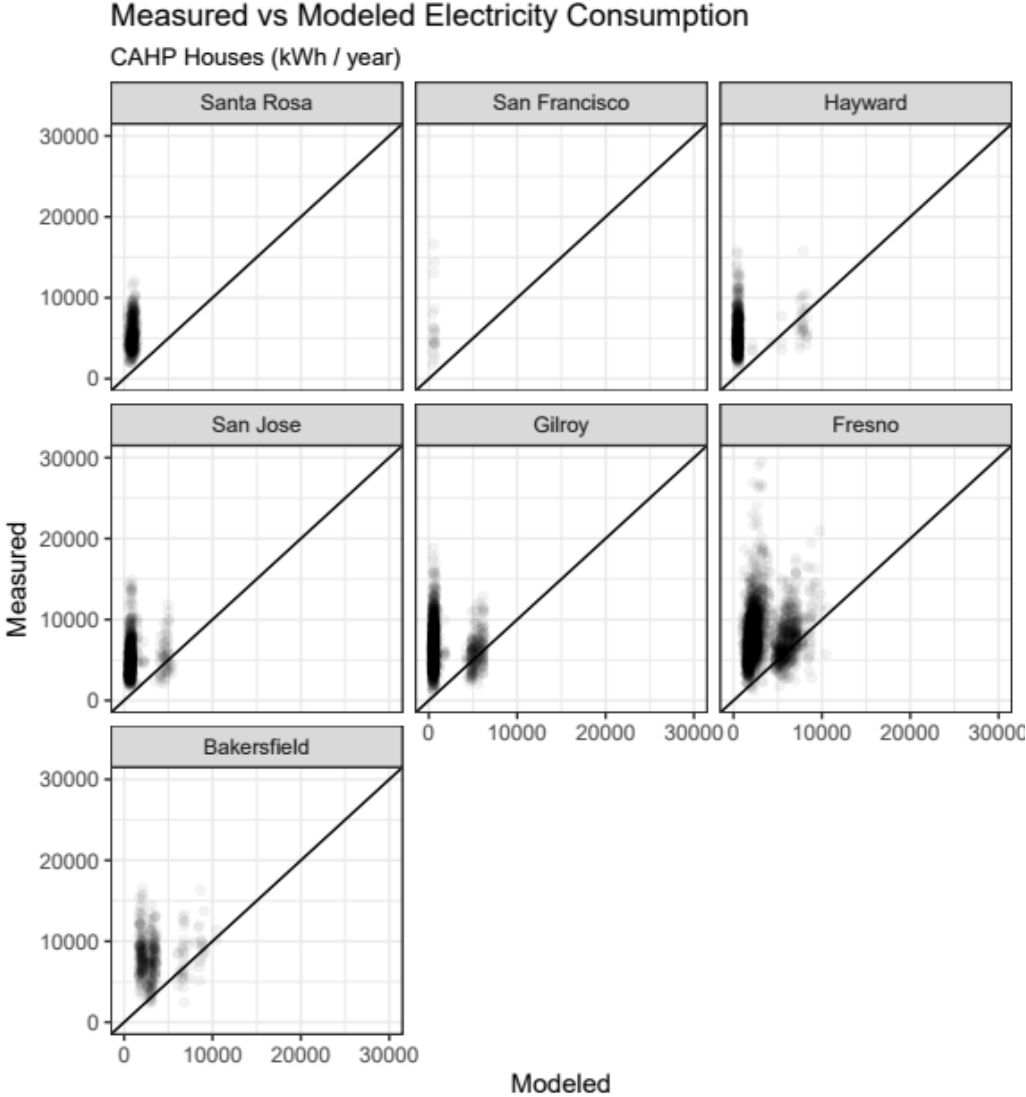 Measured vs Modeled Electricity Consumption
CAHP Houses (kWh / year)
Santa Rosa
San Francisco
Hayward
30000
20000
10000
0
San Jose
Gilroy
Fresno
30000
20000
10000
0
0 10000 20000 30000
0 10000 20000 30000
Bakersfield
30000
20000
10000
0
0 10000 20000 30000
Measured
Modeled